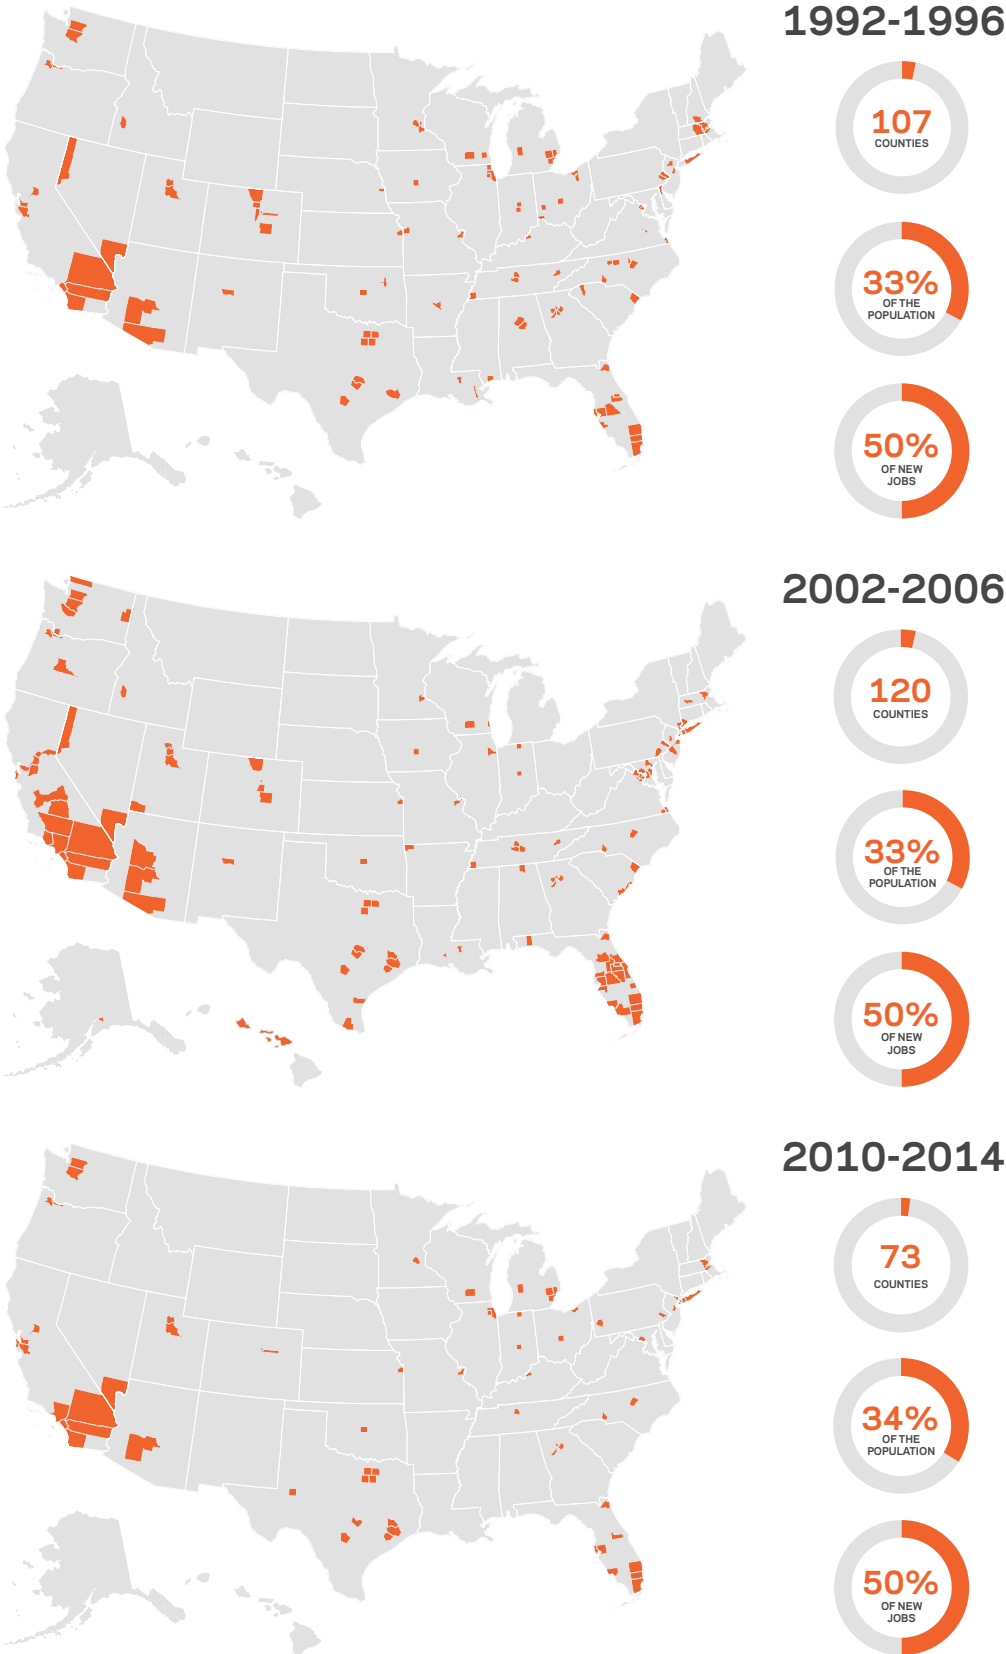 1992-1996
107
COUNTIES
33%
OF THE
POPULATION
50%
OF NEW
JOBS
2002-2006
120
COUNTIES
33%
OF THE
POPULATION
50%
OF NEW
JOBS
2010-2014
73
COUNTIES
34%
OF THE
POPULATION
50%
OF NEW
JOBS